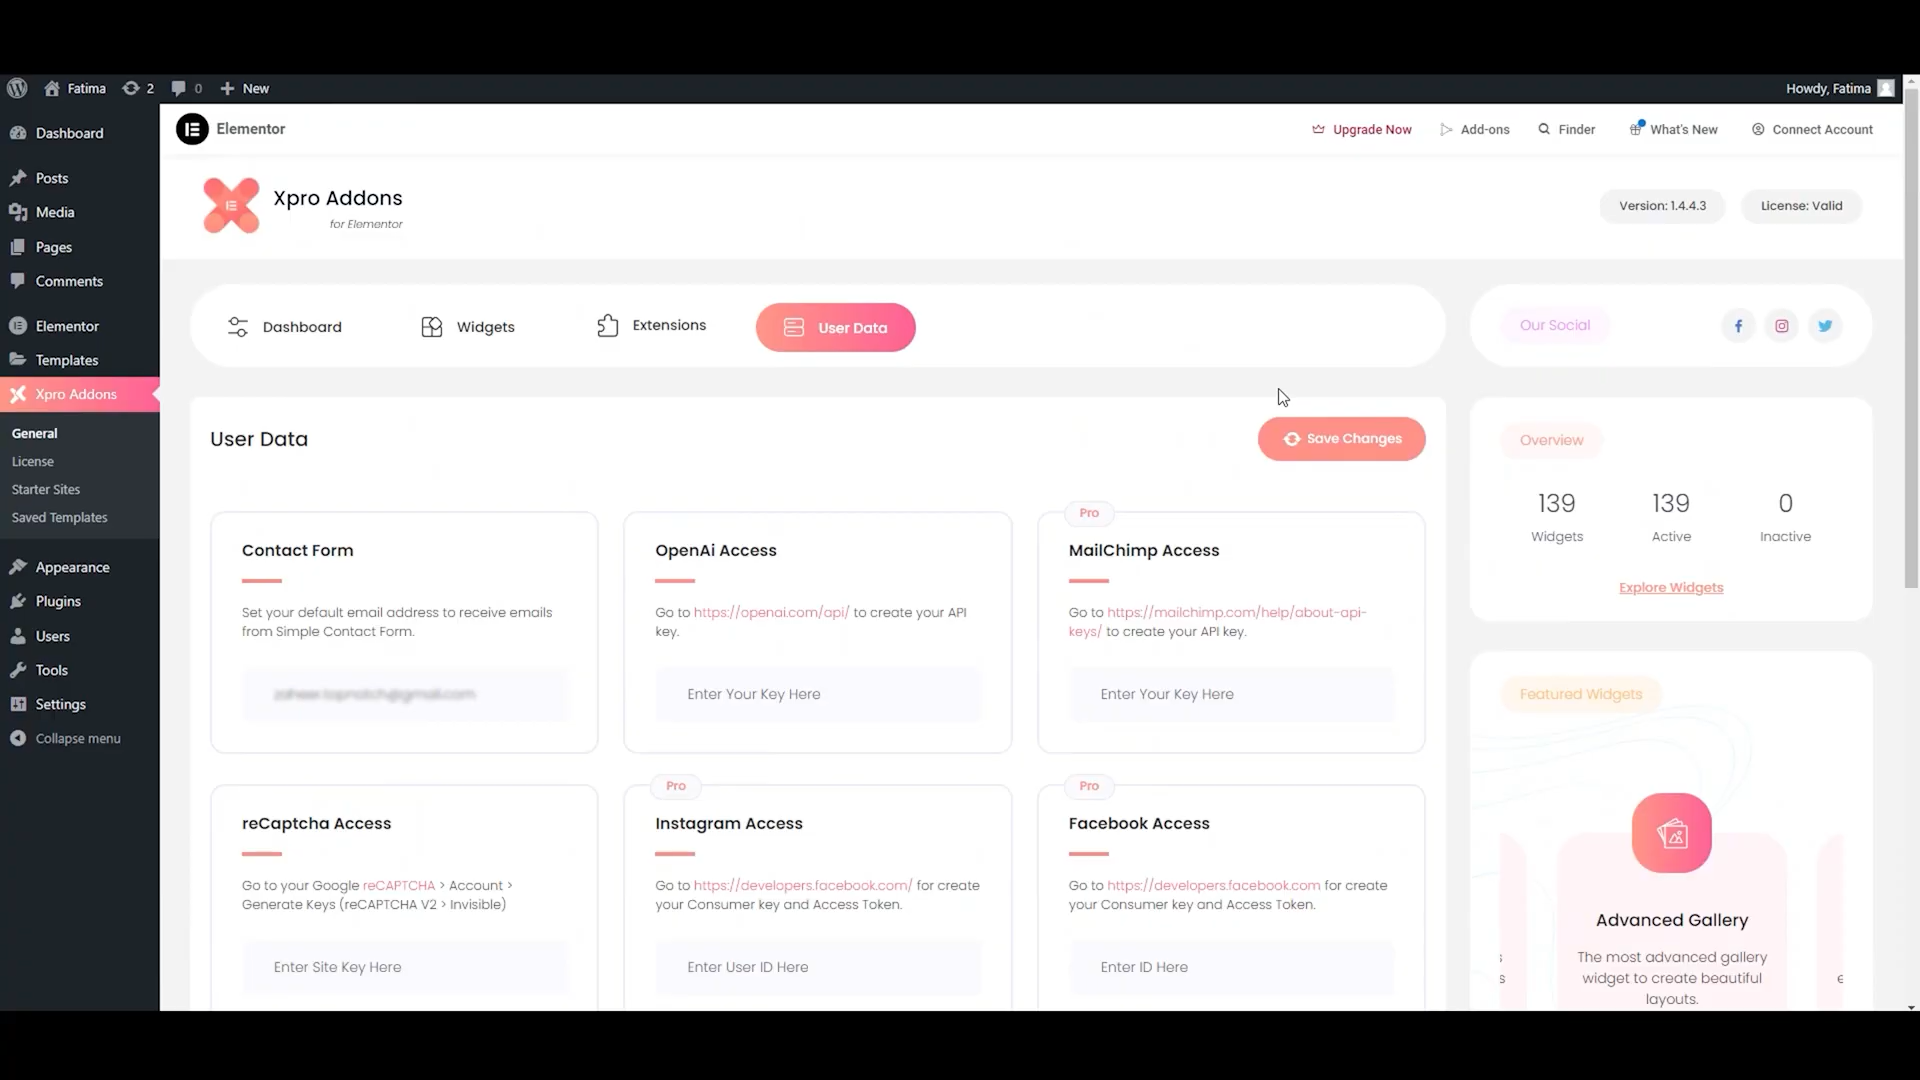 Fatima
2
0
New
Howdy, Fatima
Dashboard
Posts
Media
Pages
Comments
Elementor
Templates
Xpro Addons
General
License
Starter Sites
Saved Templates
Appearance
Plugins
Users
Tools
Settings
Collapse menu
Elementor
Upgrade Now
Add-ons
Finder
What's New
Connect Account
Xpro Addons
for Elementor
Version: 1.4.4.3
License: Valid
Dashboard
Widgets
Extensions
User Data
Our Social
User Data
Save Changes
Contact Form
Set your default email address to receive emails
from Simple Contact Form.
OpenAi Access
Go to https://openai.com/api/ to create your API
key.
Enter Your Key Here
Pro
MailChimp Access
Go to https://mailchimp.com/help/about-api-
keys/ to create your API key.
Enter Your Key Here
reCaptcha Access
Go to your Google reCAPTCHA > Account >
Generate Keys (reCAPTCHA V2 > Invisible)
Enter Site Key Here
Pro
Instagram Access
Go to https://developers.facebook.com/ for create
your Consumer key and Access Token.
Enter User ID Here
Pro
Facebook Access
Go to https://developers.facebook.com for create
your Consumer key and Access Token.
Enter ID Here
Overview
139
Widgets
139
Active
0
Inactive
Explore Widgets
Featured Widgets
Advanced Gallery
The most advanced gallery
widget to create beautiful
layouts.